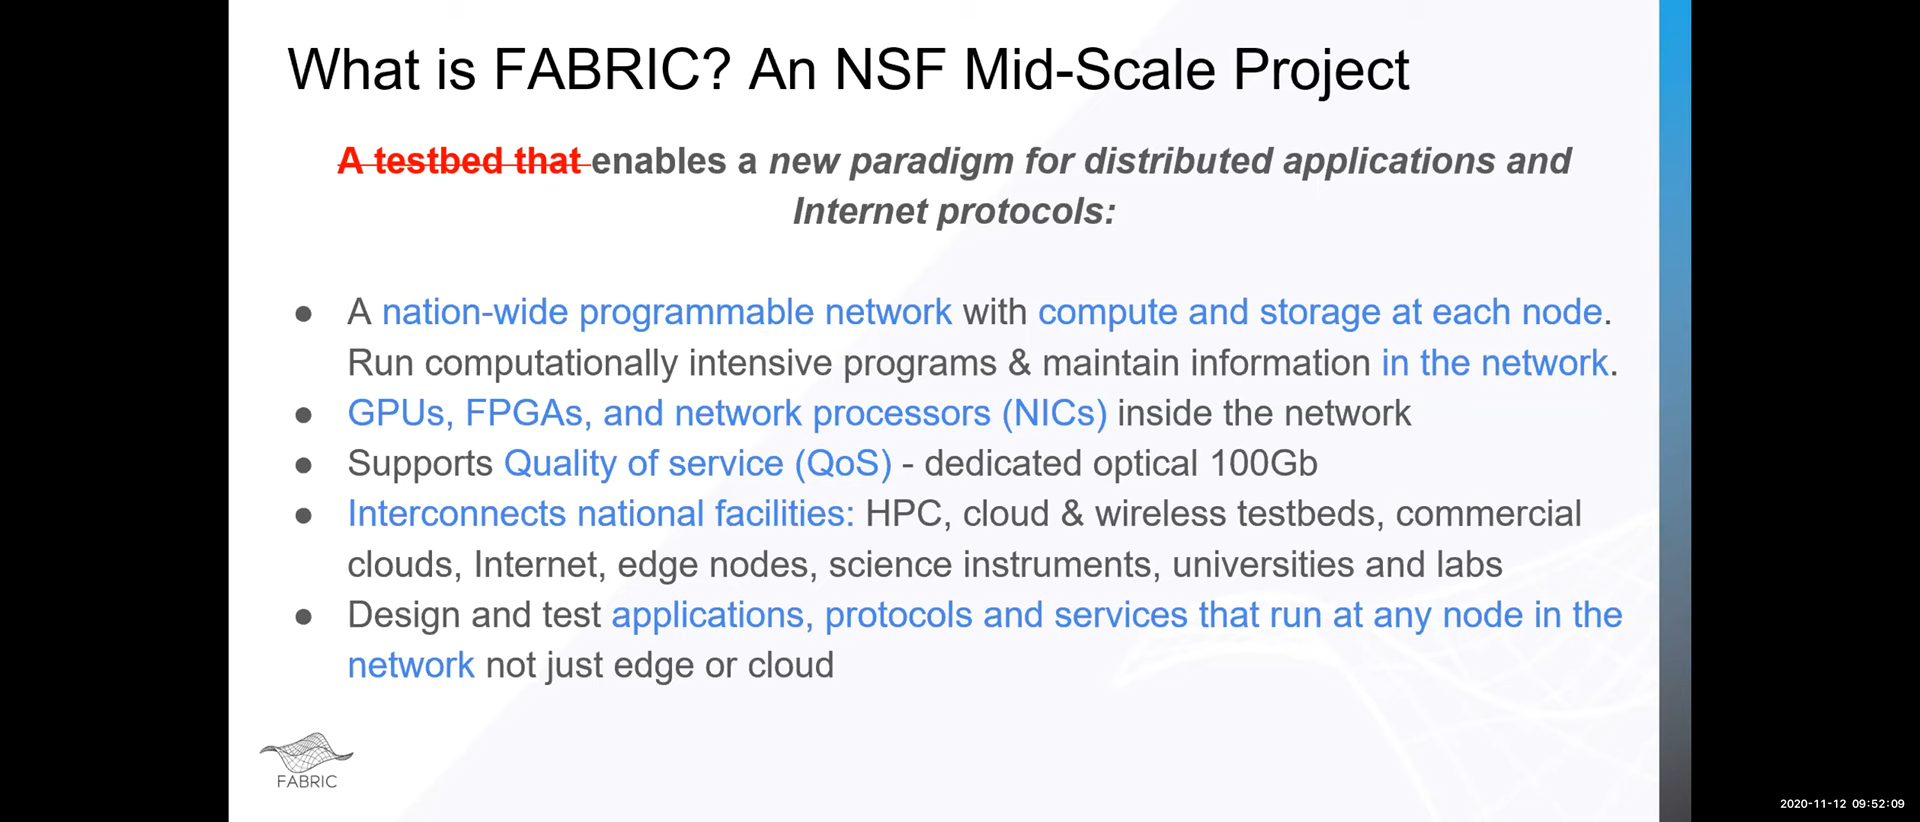 What is FABRIC? An NSF Mid-Scale Project
A testbed that enables a new paradigm for distributed applications and
Internet protocols:
● A nation-wide programmable network with compute and storage at each node.
Run computationally intensive programs & maintain information in the network.
● GPUs, FPGAs, and network processors (NICs) inside the network
● Supports Quality of service (QoS) - dedicated optical 100Gb
● Interconnects national facilities: HPC, cloud & wireless testbeds, commercial
clouds, Internet, edge nodes, science instruments, universities and labs
● Design and test applications, protocols and services that run at any node in the
network not just edge or cloud
FABRIC
2020-11-12 09:52:09